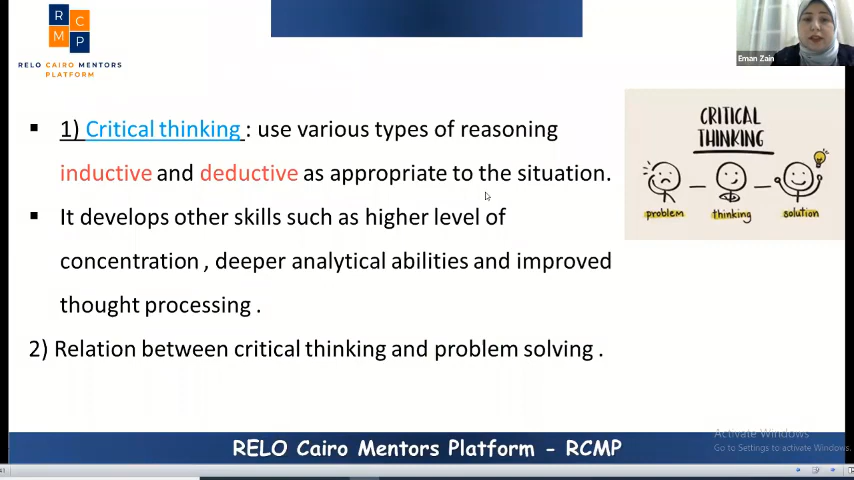 R C
M P
RELO CAIRO MENTORS
PLATFORM
Eman Zain
▪ 1) Critical thinking : use various types of reasoning
inductive and deductive as appropriate to the situation.
▪ It develops other skills such as higher level of
concentration , deeper analytical abilities and improved
thought processing .
2) Relation between critical thinking and problem solving .
CRITICAL
THINKING
problem thinking solution
Activate Windows
Go to Settings to activate Windows.
RELO Cairo Mentors Platform - RCMP